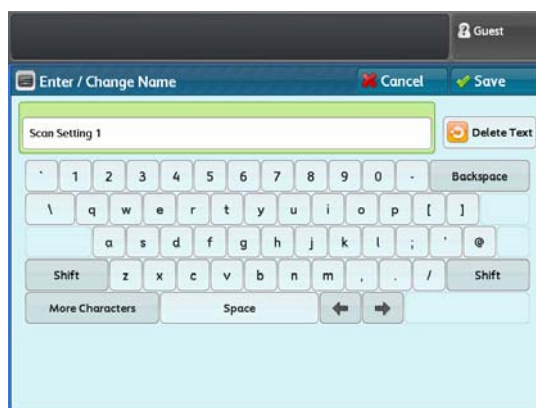 Guest
Enter / Change Name Cancel Save
Scan Setting 1 Delete Text
` 1 2 3 4 5 6 7 8 9 0 - Backspace
\ q w e r t y u i o p [ ]
a s d f g h j k l ; ' @
Shift z x c v b n m , . / Shift
More Characters Space